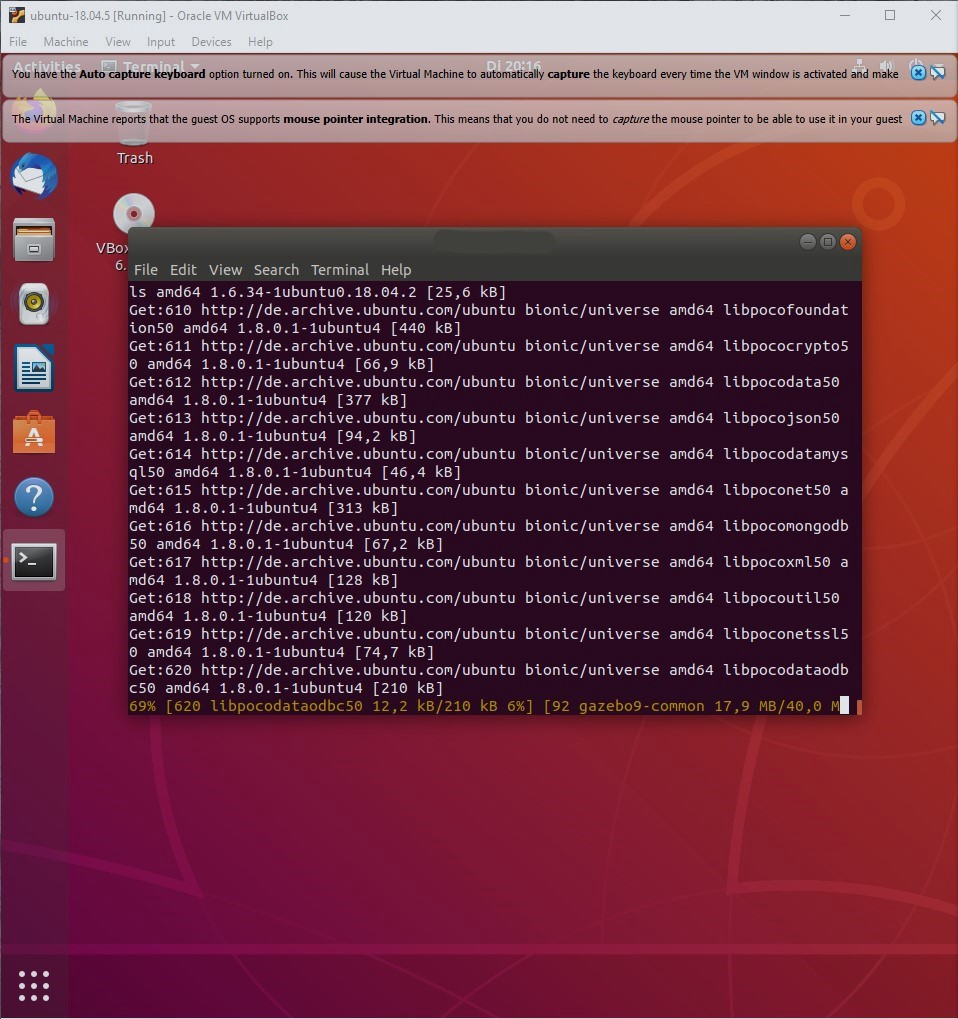 ubuntu-18.04.5 [Running] - Oracle VM VirtualBox
File Machine View Input Devices Help
Activities Terminal Di 20:16
You have the Auto capture keyboard option turned on. This will cause the Virtual Machine to automatically capture the keyboard every time the VM window is activated and make
The Virtual Machine reports that the guest OS supports mouse pointer integration. This means that you do not need to capture the mouse pointer to be able to use it in your guest
Trash
VBox
6.
File Edit View Search Terminal Help
ls amd64 1.6.34-1ubuntu0.18.04.2 [25,6 kB]
Get:610 http://de.archive.ubuntu.com/ubuntu bionic/universe amd64 libpocofoundat
ion50 amd64 1.8.0.1-1ubuntu4 [440 kB]
Get:611 http://de.archive.ubuntu.com/ubuntu bionic/universe amd64 libpococrypto5
0 amd64 1.8.0.1-1ubuntu4 [66,9 kB]
Get:612 http://de.archive.ubuntu.com/ubuntu bionic/universe amd64 libpocodata50
amd64 1.8.0.1-1ubuntu4 [377 kB]
Get:613 http://de.archive.ubuntu.com/ubuntu bionic/universe amd64 libpocojson50
amd64 1.8.0.1-1ubuntu4 [94,2 kB]
Get:614 http://de.archive.ubuntu.com/ubuntu bionic/universe amd64 libpocodatamys
ql50 amd64 1.8.0.1-1ubuntu4 [46,4 kB]
Get:615 http://de.archive.ubuntu.com/ubuntu bionic/universe amd64 libpoconet50 a
md64 1.8.0.1-1ubuntu4 [313 kB]
Get:616 http://de.archive.ubuntu.com/ubuntu bionic/universe amd64 libpocomongodb
50 amd64 1.8.0.1-1ubuntu4 [67,2 kB]
Get:617 http://de.archive.ubuntu.com/ubuntu bionic/universe amd64 libpocoxml50 a
md64 1.8.0.1-1ubuntu4 [128 kB]
Get:618 http://de.archive.ubuntu.com/ubuntu bionic/universe amd64 libpocoutil50
amd64 1.8.0.1-1ubuntu4 [120 kB]
Get:619 http://de.archive.ubuntu.com/ubuntu bionic/universe amd64 libpoconetssl5
0 amd64 1.8.0.1-1ubuntu4 [74,7 kB]
Get:620 http://de.archive.ubuntu.com/ubuntu bionic/universe amd64 libpocodataodb
c50 amd64 1.8.0.1-1ubuntu4 [210 kB]
69% [620 libpocodataodbc50 12,2 kB/210 kB 6%] [92 gazebo9-common 17,9 MB/40,0 M